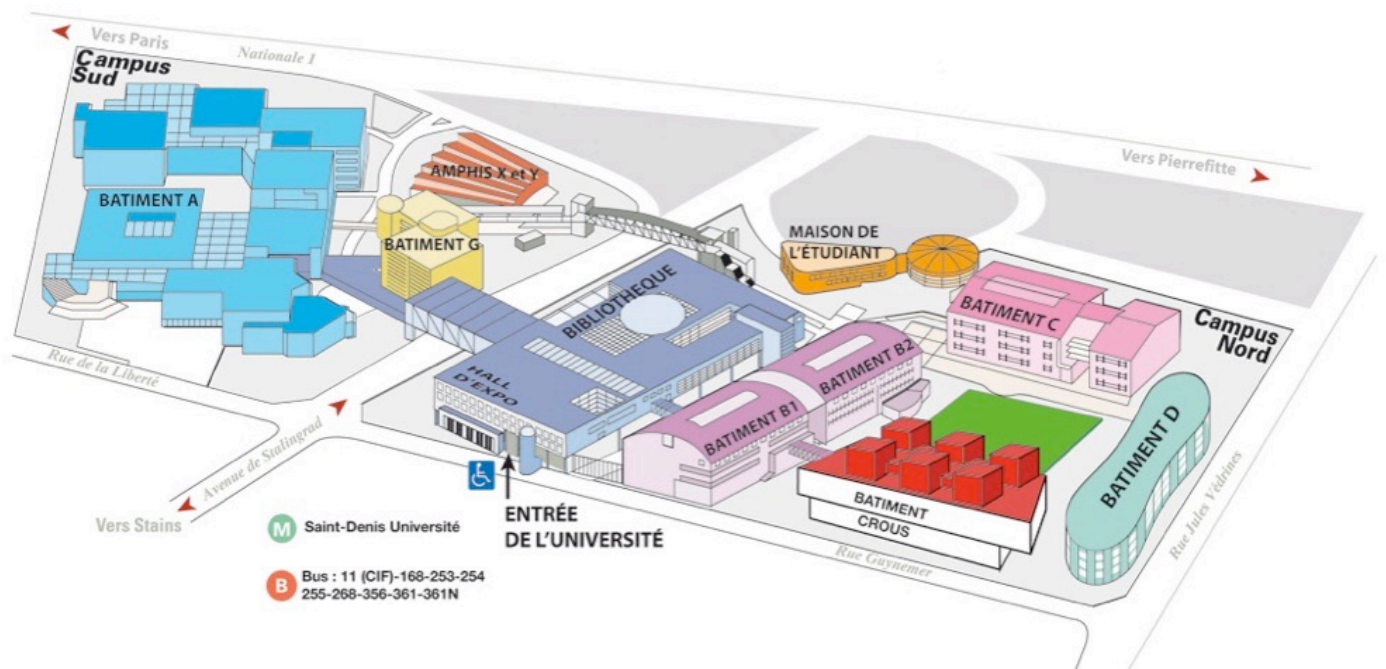 Vers Paris
Nationale 1
Campus
Sud
Vers Pierrefitte
AMPHIS X et Y
BATIMENT A
BATIMENT G
MAISON DE
L'ÉTUDIANT
BIBLIOTHEQUE
BATIMENT C
Campus
Nord
HALL
D'EXPO
BATIMENT B2
BATIMENT B1
BATIMENT D
Rue de la Liberté
Avenue de Stalingrad
Rue Jules Védrines
BATIMENT
CROUS
ENTRÉE
DE L'UNIVERSITÉ
Rue Guynemer
Vers Stains
M Saint-Denis Université
B Bus : 11 (CIF)-168-253-254
255-268-356-361-361N